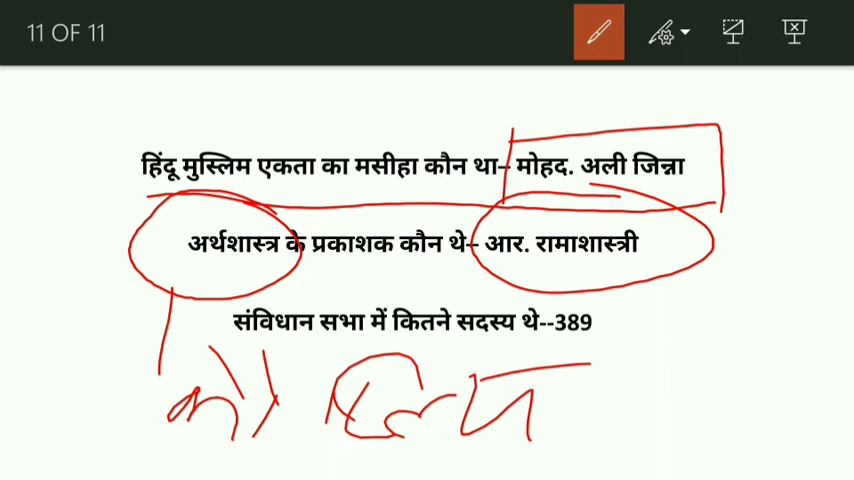 11 OF 11
हिंदू मुस्लिम एकता का मसीहा कौन था– मोहद. अली जिन्ना
अर्थशास्त्र के प्रकाशक कौन थे– आर. रामाशास्त्री
संविधान सभा में कितने सदस्य थे--389